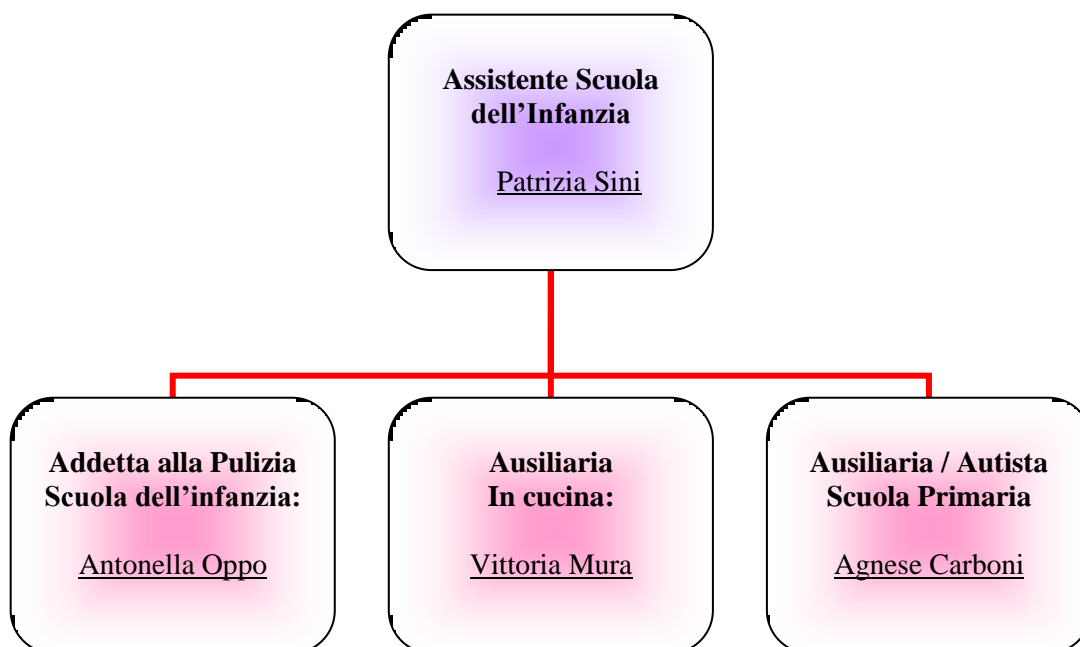 Assistente Scuola
dell’Infanzia
Patrizia Sini
Addetta alla Pulizia
Scuola dell’infanzia:
Antonella Oppo
Ausiliaria
In cucina:
Vittoria Mura
Ausiliaria / Autista
Scuola Primaria
Agnese Carboni